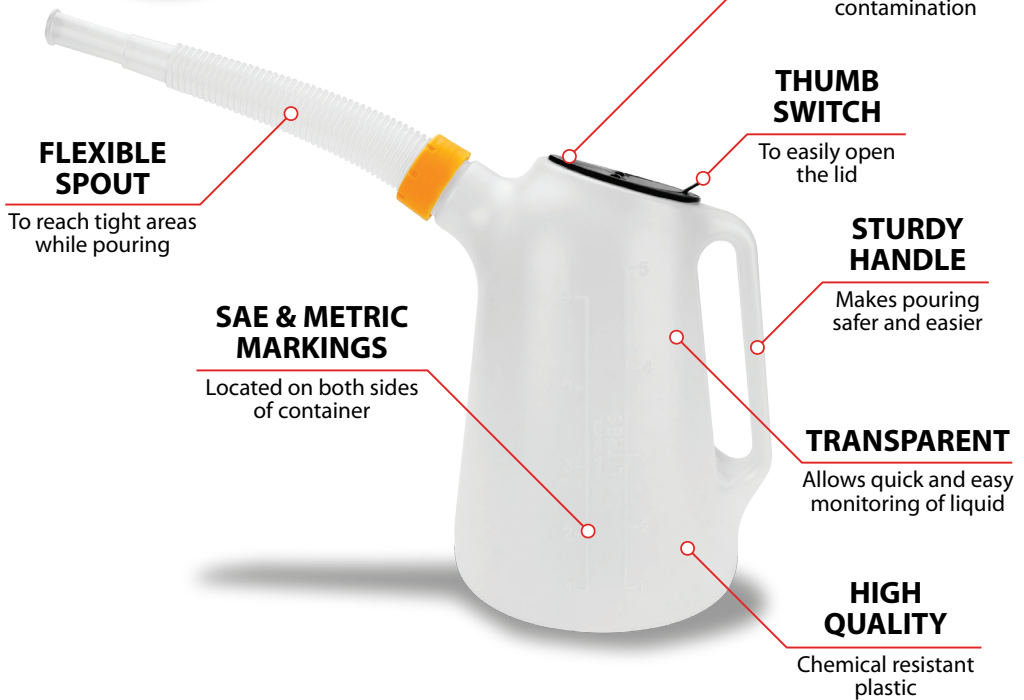 contamination
THUMB
SWITCH
To easily open
the lid
FLEXIBLE
SPOUT
To reach tight areas
while pouring
STURDY
HANDLE
Makes pouring
safer and easier
SAE & METRIC
MARKINGS
Located on both sides
of container
TRANSPARENT
Allows quick and easy
monitoring of liquid
HIGH
QUALITY
Chemical resistant
plastic
5
4